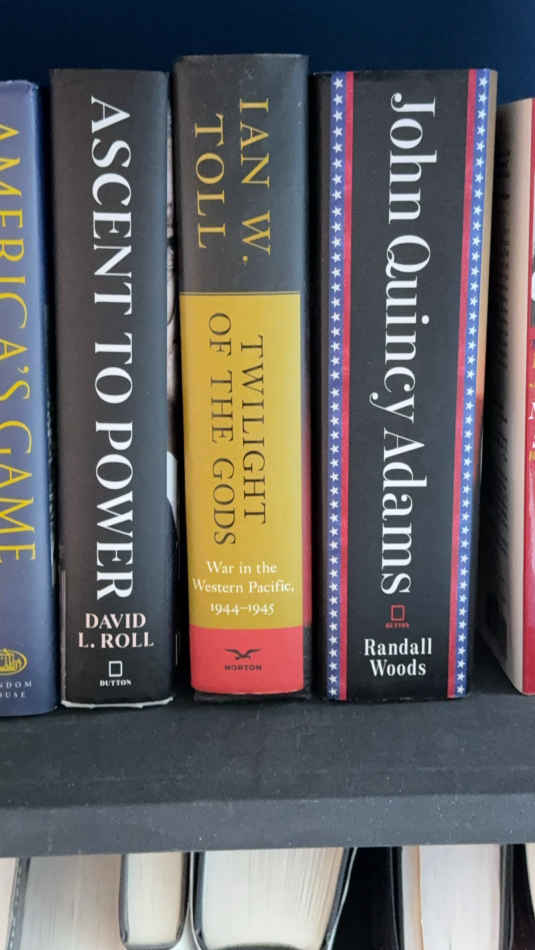 AMERICA'S GAME
ASCENT TO POWER
DAVID
L. ROLL
DUTTON
IAN W.
TOLL
TWILIGHT
OF THE GODS
War in the
Western Pacific,
1944–1945
NORTON
John Quincy Adams
DUTTON
Randall
Woods